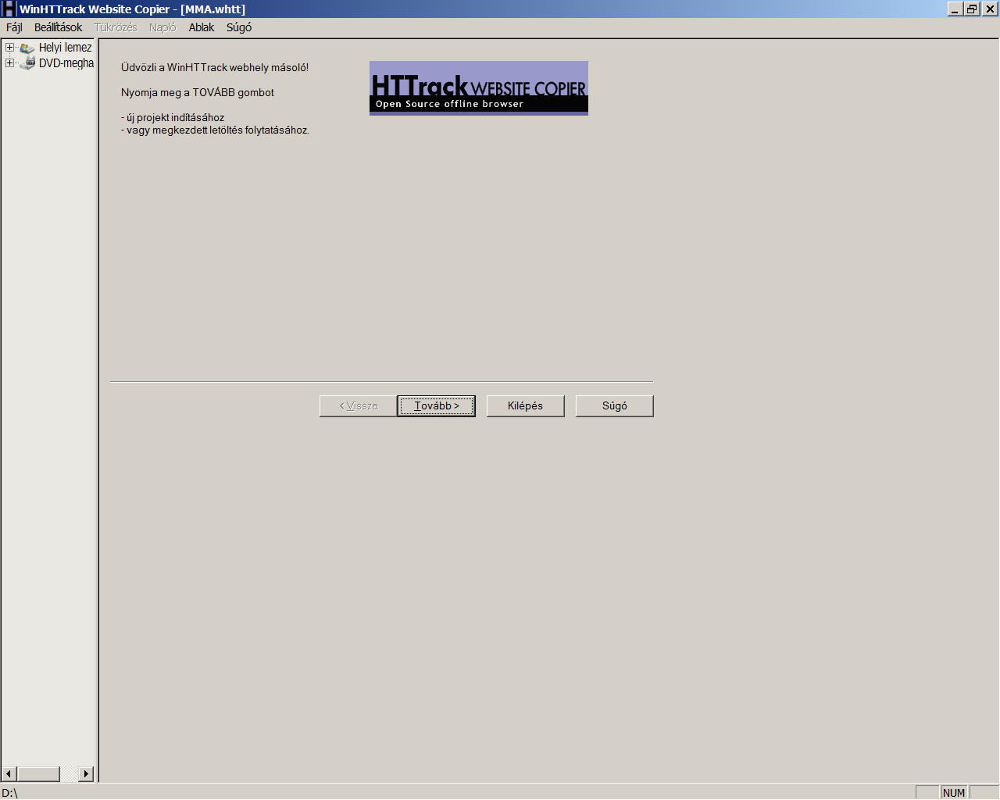 WinHTTrack Website Copier - [MMA.whtt]
Fájl Beállítások Tükrözés Napló Ablak Súgó
Helyi lemez
DVD-megha
Üdvözli a WinHTTrack webhely másoló!
Nyomja meg a TOVÁBB gombot
- új projekt indításához
- vagy megkezdett letöltés folytatásához.
HTTrack WEBSITE COPIER
Open Source offline browser
< Vissza Tovább > Kilépés Súgó
D:\ NUM